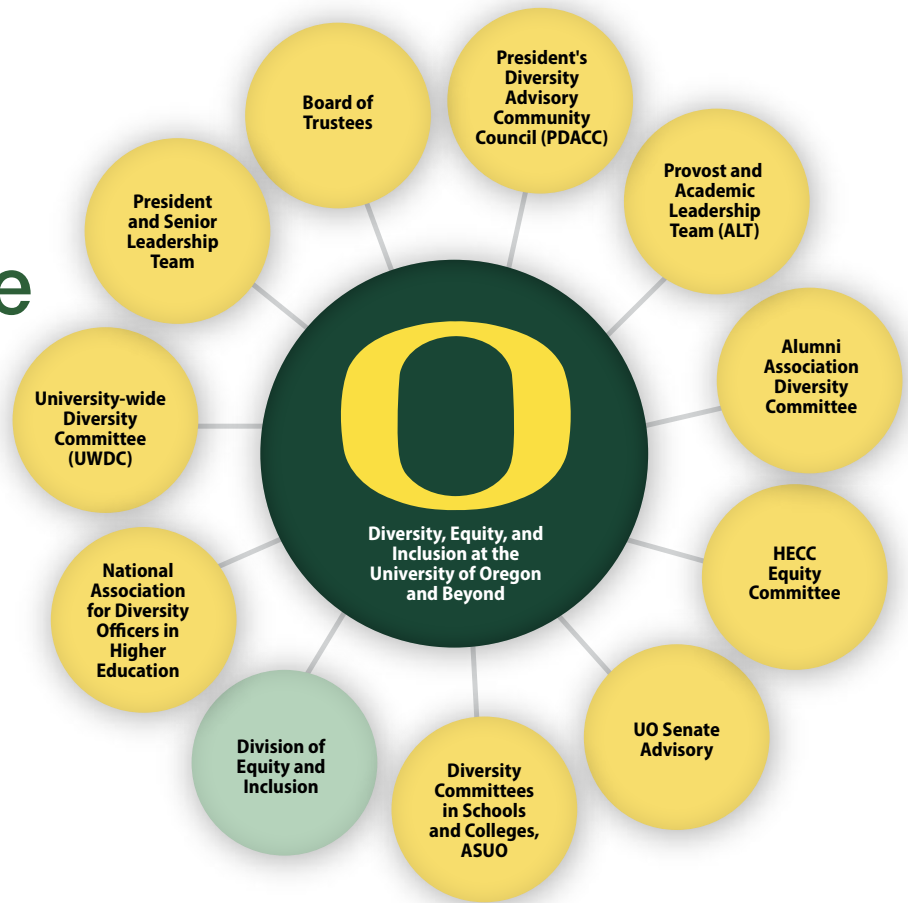 e
Board of
Trustees
President's
Diversity
Advisory
Community
Council (PDACC)
Provost and
Academic
Leadership
Team (ALT)
Alumni
Association
Diversity
Committee
HECC
Equity
Committee
UO Senate
Advisory
Diversity
Committees
in Schools
and Colleges,
ASUO
Division of
Equity and
Inclusion
National
Association
for Diversity
Officers in
Higher
Education
University-wide
Diversity
Committee
(UWDC)
President
and Senior
Leadership
Team
O
Diversity, Equity, and
Inclusion at the
University of Oregon
and Beyond